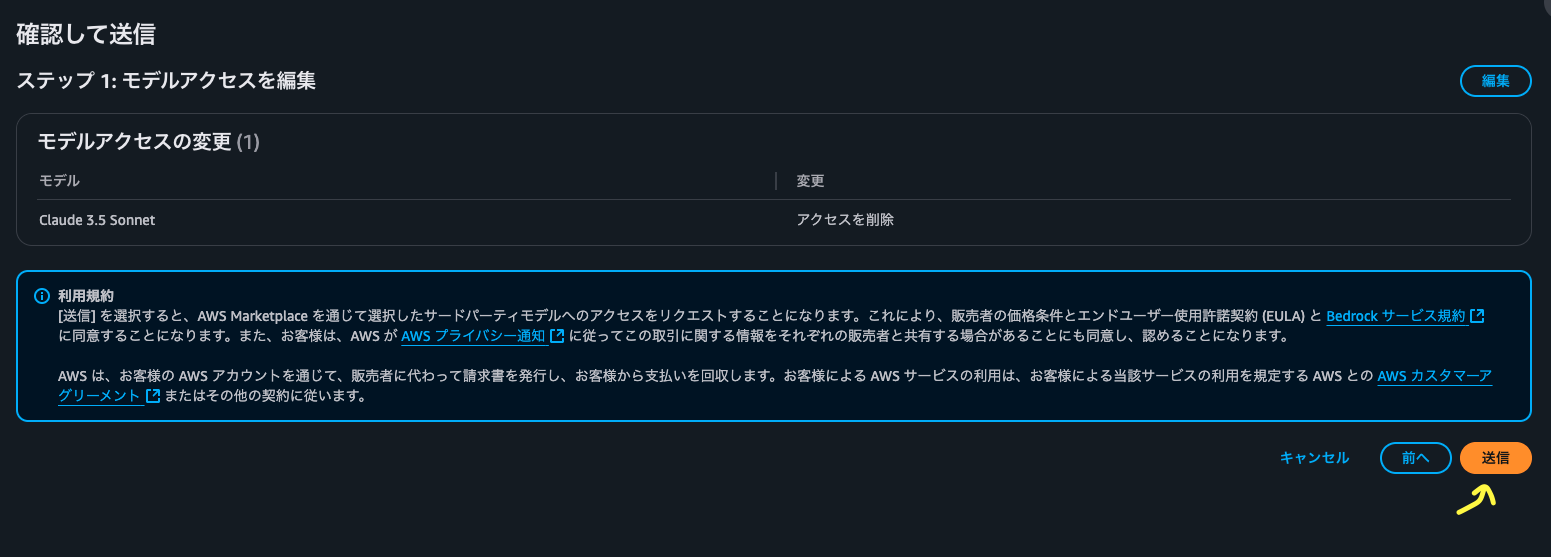 確認して送信
ステップ 1: モデルアクセスを編集
編集
モデルアクセスの変更 (1)
モデル
変更
Claude 3.5 Sonnet
アクセスを削除
利用規約
[送信] を選択すると、AWS Marketplace を通じて選択したサードパーティモデルへのアクセスをリクエストすることになります。これにより、販売者の価格条件とエンドユーザー使用許諾契約 (EULA) と Bedrock サービス規約
に同意することになります。また、お客様は、AWS が AWS プライバシー通知 に従ってこの取引に関する情報をそれぞれの販売者と共有する場合があることにも同意し、認めることになります。
AWS は、お客様の AWS アカウントを通じて、販売者に代わって請求書を発行し、お客様から支払いを回収します。お客様による AWS サービスの利用は、お客様による当該サービスの利用を規定する AWS との AWS カスタマーア
グリーメント またはその他の契約に従います。
キャンセル
前へ
送信